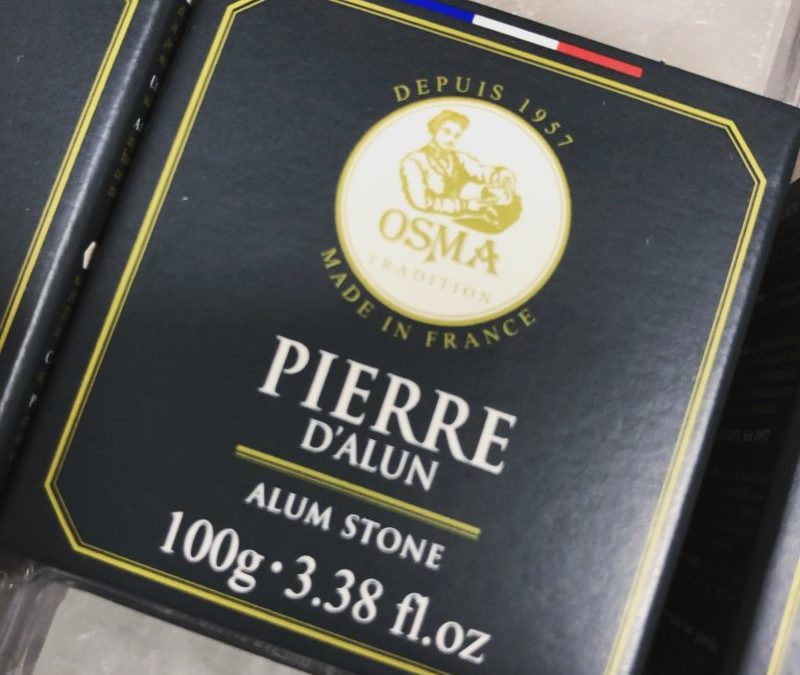 DEPUIS 1957
OSMA
TRADITION
MADE IN FRANCE
PIERRE
D'ALUN
ALUM STONE
100g · 3.38 fl.oz